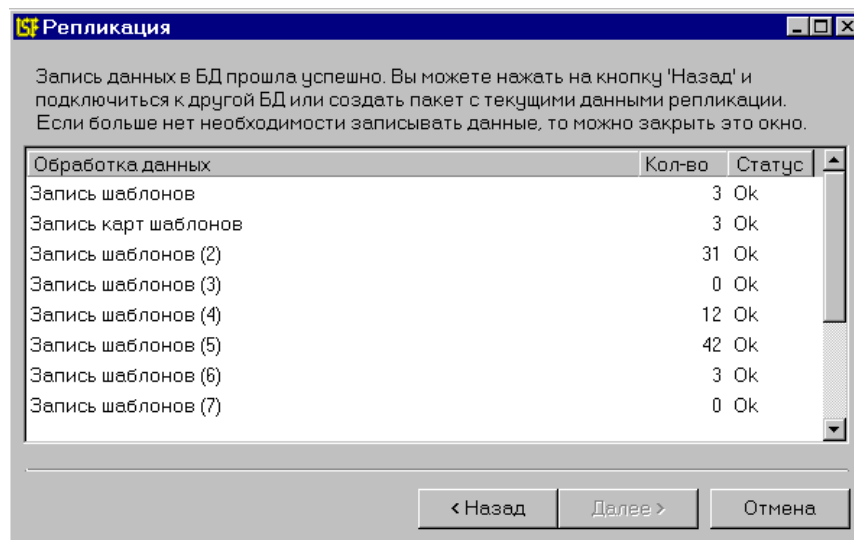 LSF Репликация
Запись данных в БД прошла успешно. Вы можете нажать на кнопку 'Назад' и
подключиться к другой БД или создать пакет с текущими данными репликации.
Если больше нет необходимости записывать данные, то можно закрыть это окно.
Обработка данных Кол-во Статус
Запись шаблонов 3 Ok
Запись карт шаблонов 3 Ok
Запись шаблонов (2) 31 Ok
Запись шаблонов (3) 0 Ok
Запись шаблонов (4) 12 Ok
Запись шаблонов (5) 42 Ok
Запись шаблонов (6) 3 Ok
Запись шаблонов (7) 0 Ok
< Назад Далее > Отмена